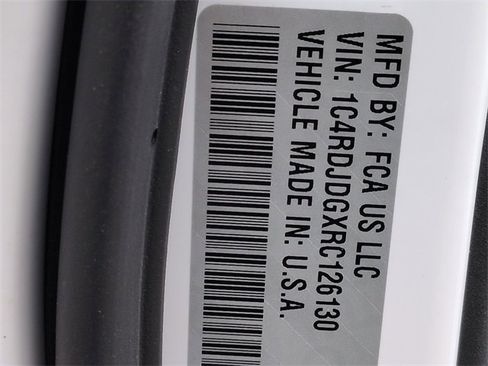 MFD BY: FCA US LLC
VIN: 1C4RDJDGXRC126130
VEHICLE MADE IN: U.S.A.